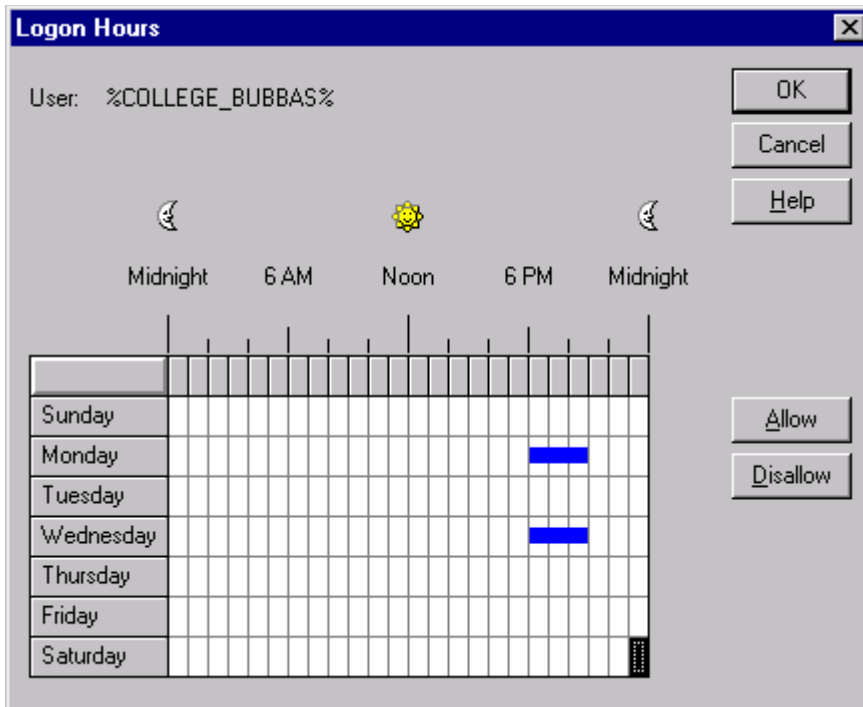 Logon Hours
User: %COLLEGE_BUBBAS%
OK
Cancel
Help
Midnight 6 AM Noon 6 PM Midnight
Sunday
Monday
Tuesday
Wednesday
Thursday
Friday
Saturday
Allow
Disallow